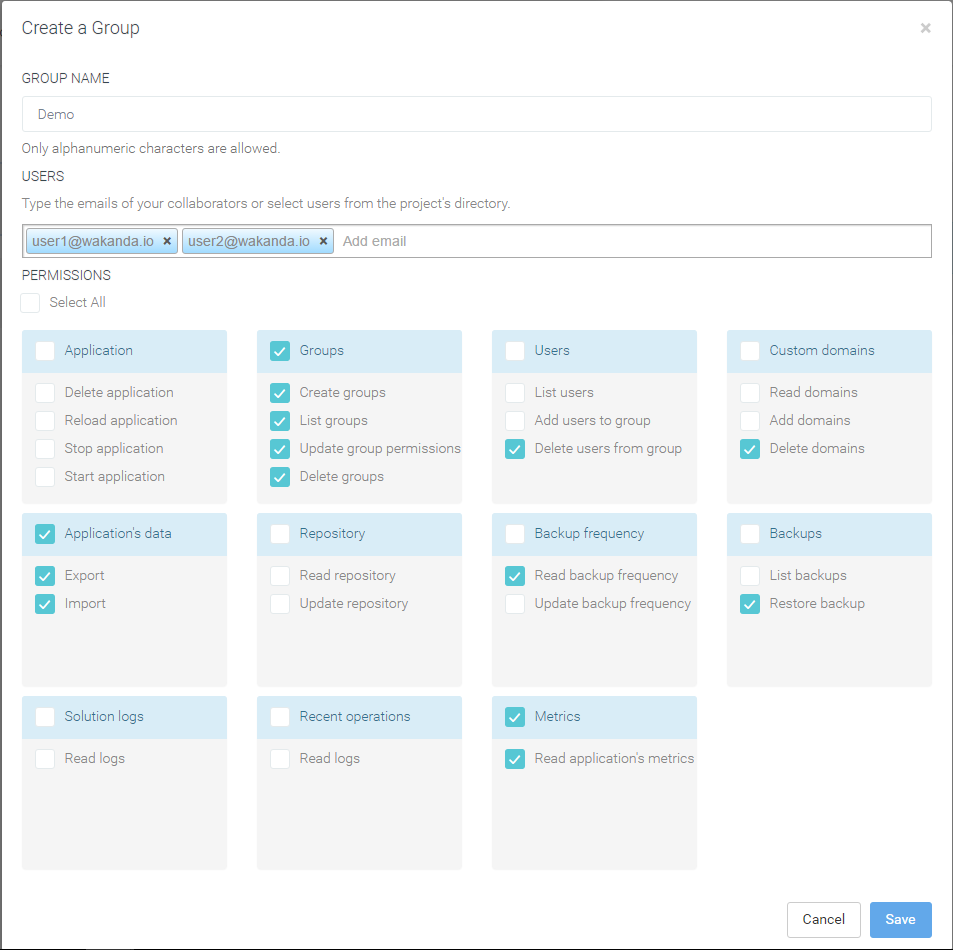 Create a Group ×
GROUP NAME
Demo
Only alphanumeric characters are allowed.
USERS
Type the emails of your collaborators or select users from the project's directory.
user1@wakanda.io × user2@wakanda.io × Add email
PERMISSIONS
Select All
Application
Delete application
Reload application
Stop application
Start application
Groups
Create groups
List groups
Update group permissions
Delete groups
Users
List users
Add users to group
Delete users from group
Custom domains
Read domains
Add domains
Delete domains
Application's data
Export
Import
Repository
Read repository
Update repository
Backup frequency
Read backup frequency
Update backup frequency
Backups
List backups
Restore backup
Solution logs
Read logs
Recent operations
Read logs
Metrics
Read application's metrics
Cancel Save